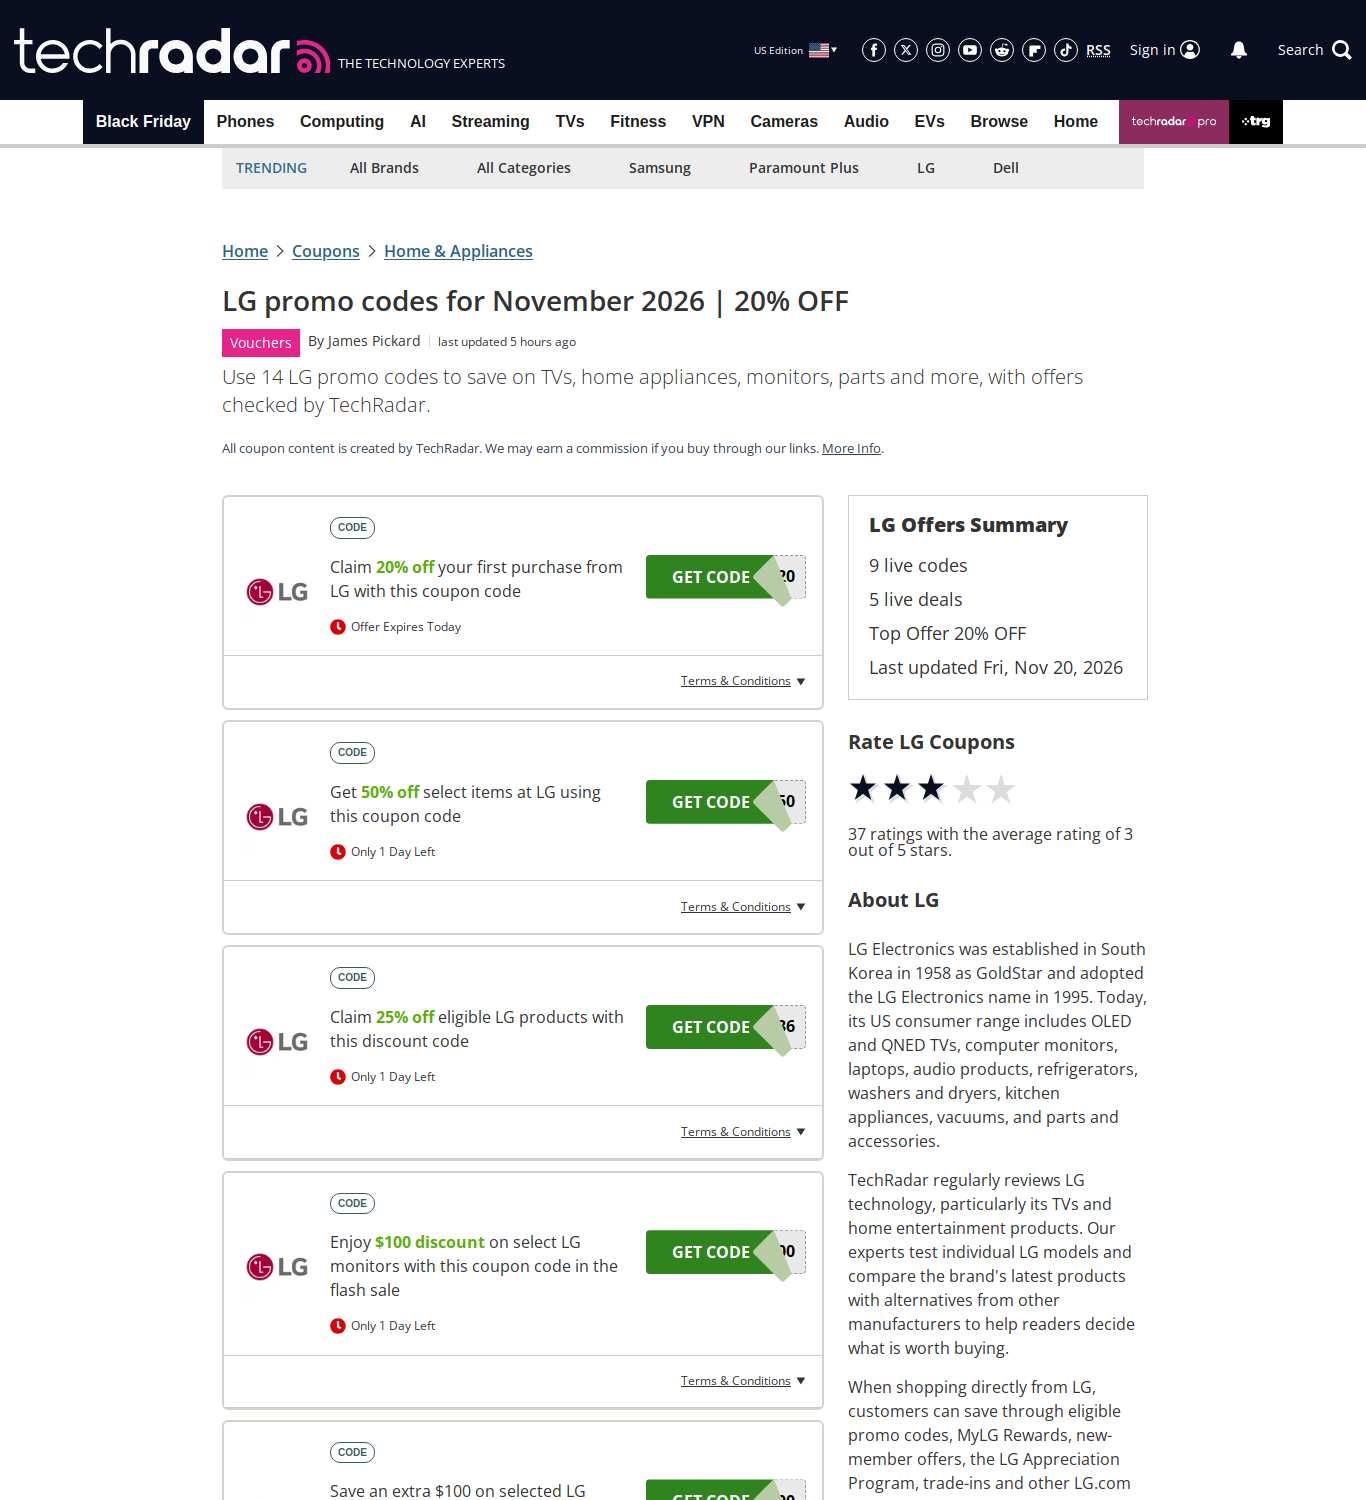 techradar THE TECHNOLOGY EXPERTS
US Edition RSS Sign in Search
Black Friday Phones Computing AI Streaming TVs Fitness VPN Cameras Audio EVs Browse Home techradar pro trg
TRENDING All Brands All Categories Samsung Paramount Plus LG Dell
Home > Coupons > Home & Appliances
LG promo codes for November 2026 | 20% OFF
Vouchers By James Pickard last updated 5 hours ago
Use 14 LG promo codes to save on TVs, home appliances, monitors, parts and more, with offers
checked by TechRadar.
All coupon content is created by TechRadar. We may earn a commission if you buy through our links. More Info.
CODE
Claim 20% off your first purchase from
LG with this coupon code
LG
GET CODE 20
Offer Expires Today
Terms & Conditions
CODE
Get 50% off select items at LG using
this coupon code
LG
GET CODE 50
Only 1 Day Left
Terms & Conditions
CODE
Claim 25% off eligible LG products with
this discount code
LG
GET CODE 36
Only 1 Day Left
Terms & Conditions
CODE
Enjoy $100 discount on select LG
monitors with this coupon code in the
flash sale
LG
GET CODE 00
Only 1 Day Left
Terms & Conditions
CODE
Save an extra $100 on selected LG
GET CODE
LG Offers Summary
9 live codes
5 live deals
Top Offer 20% OFF
Last updated Fri, Nov 20, 2026
Rate LG Coupons
37 ratings with the average rating of 3
out of 5 stars.
About LG
LG Electronics was established in South
Korea in 1958 as GoldStar and adopted
the LG Electronics name in 1995. Today,
its US consumer range includes OLED
and QNED TVs, computer monitors,
laptops, audio products, refrigerators,
washers and dryers, kitchen
appliances, vacuums, and parts and
accessories.
TechRadar regularly reviews LG
technology, particularly its TVs and
home entertainment products. Our
experts test individual LG models and
compare the brand's latest products
with alternatives from other
manufacturers to help readers decide
what is worth buying.
When shopping directly from LG,
customers can save through eligible
promo codes, MyLG Rewards, new-
member offers, the LG Appreciation
Program, trade-ins and other LG.com